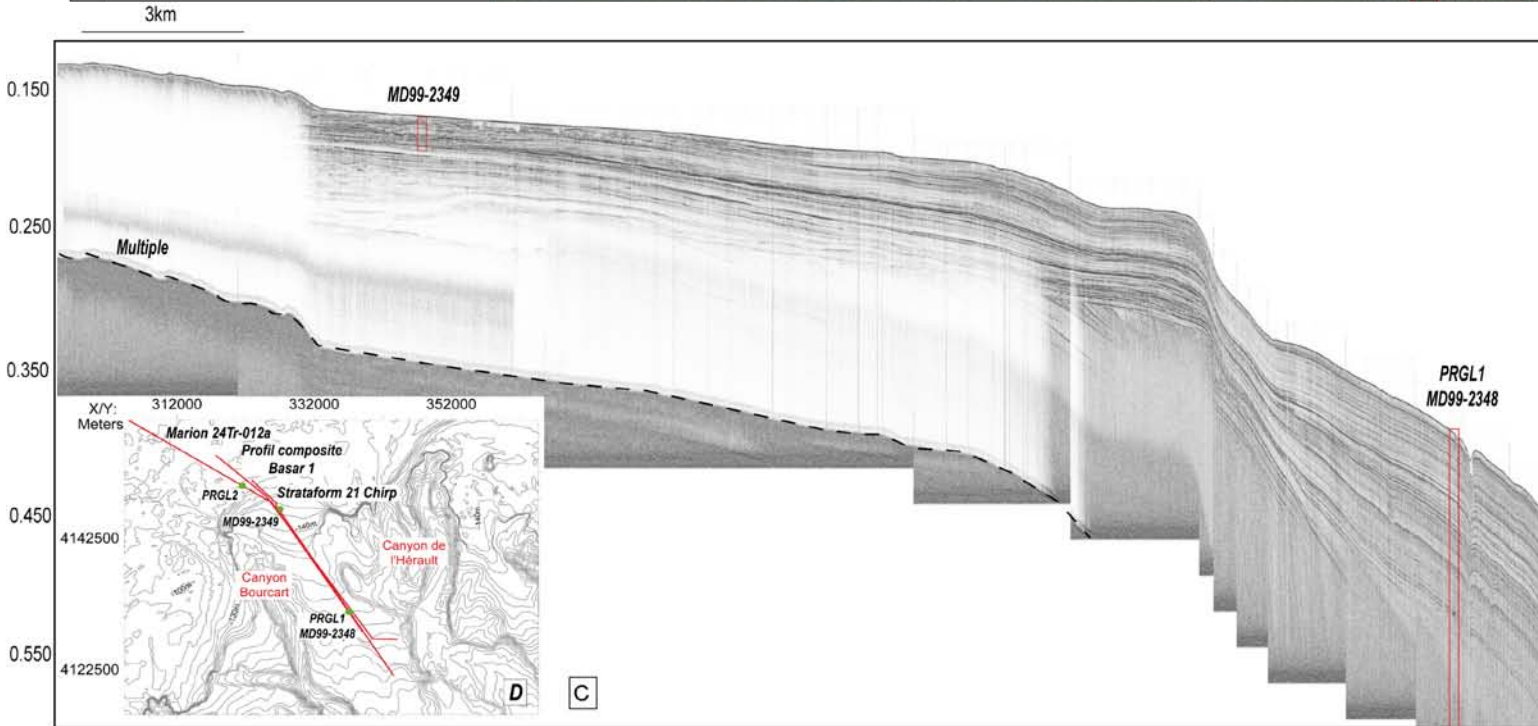 3km
0.150
MD99-2349
0.250
Multiple
0.350
PRGL1
MD99-2348
X/Y:
Meters
312000
332000
352000
Marion 24Tr-012a
Profil composite
Basar 1
PRGL2
Strataform 21 Chirp
MD99-2349
-140m
0.450
4142500
Canyon de
l'Hérault
Canyon
Bourcart
PRGL1
MD99-2348
0.550
4122500
D
C